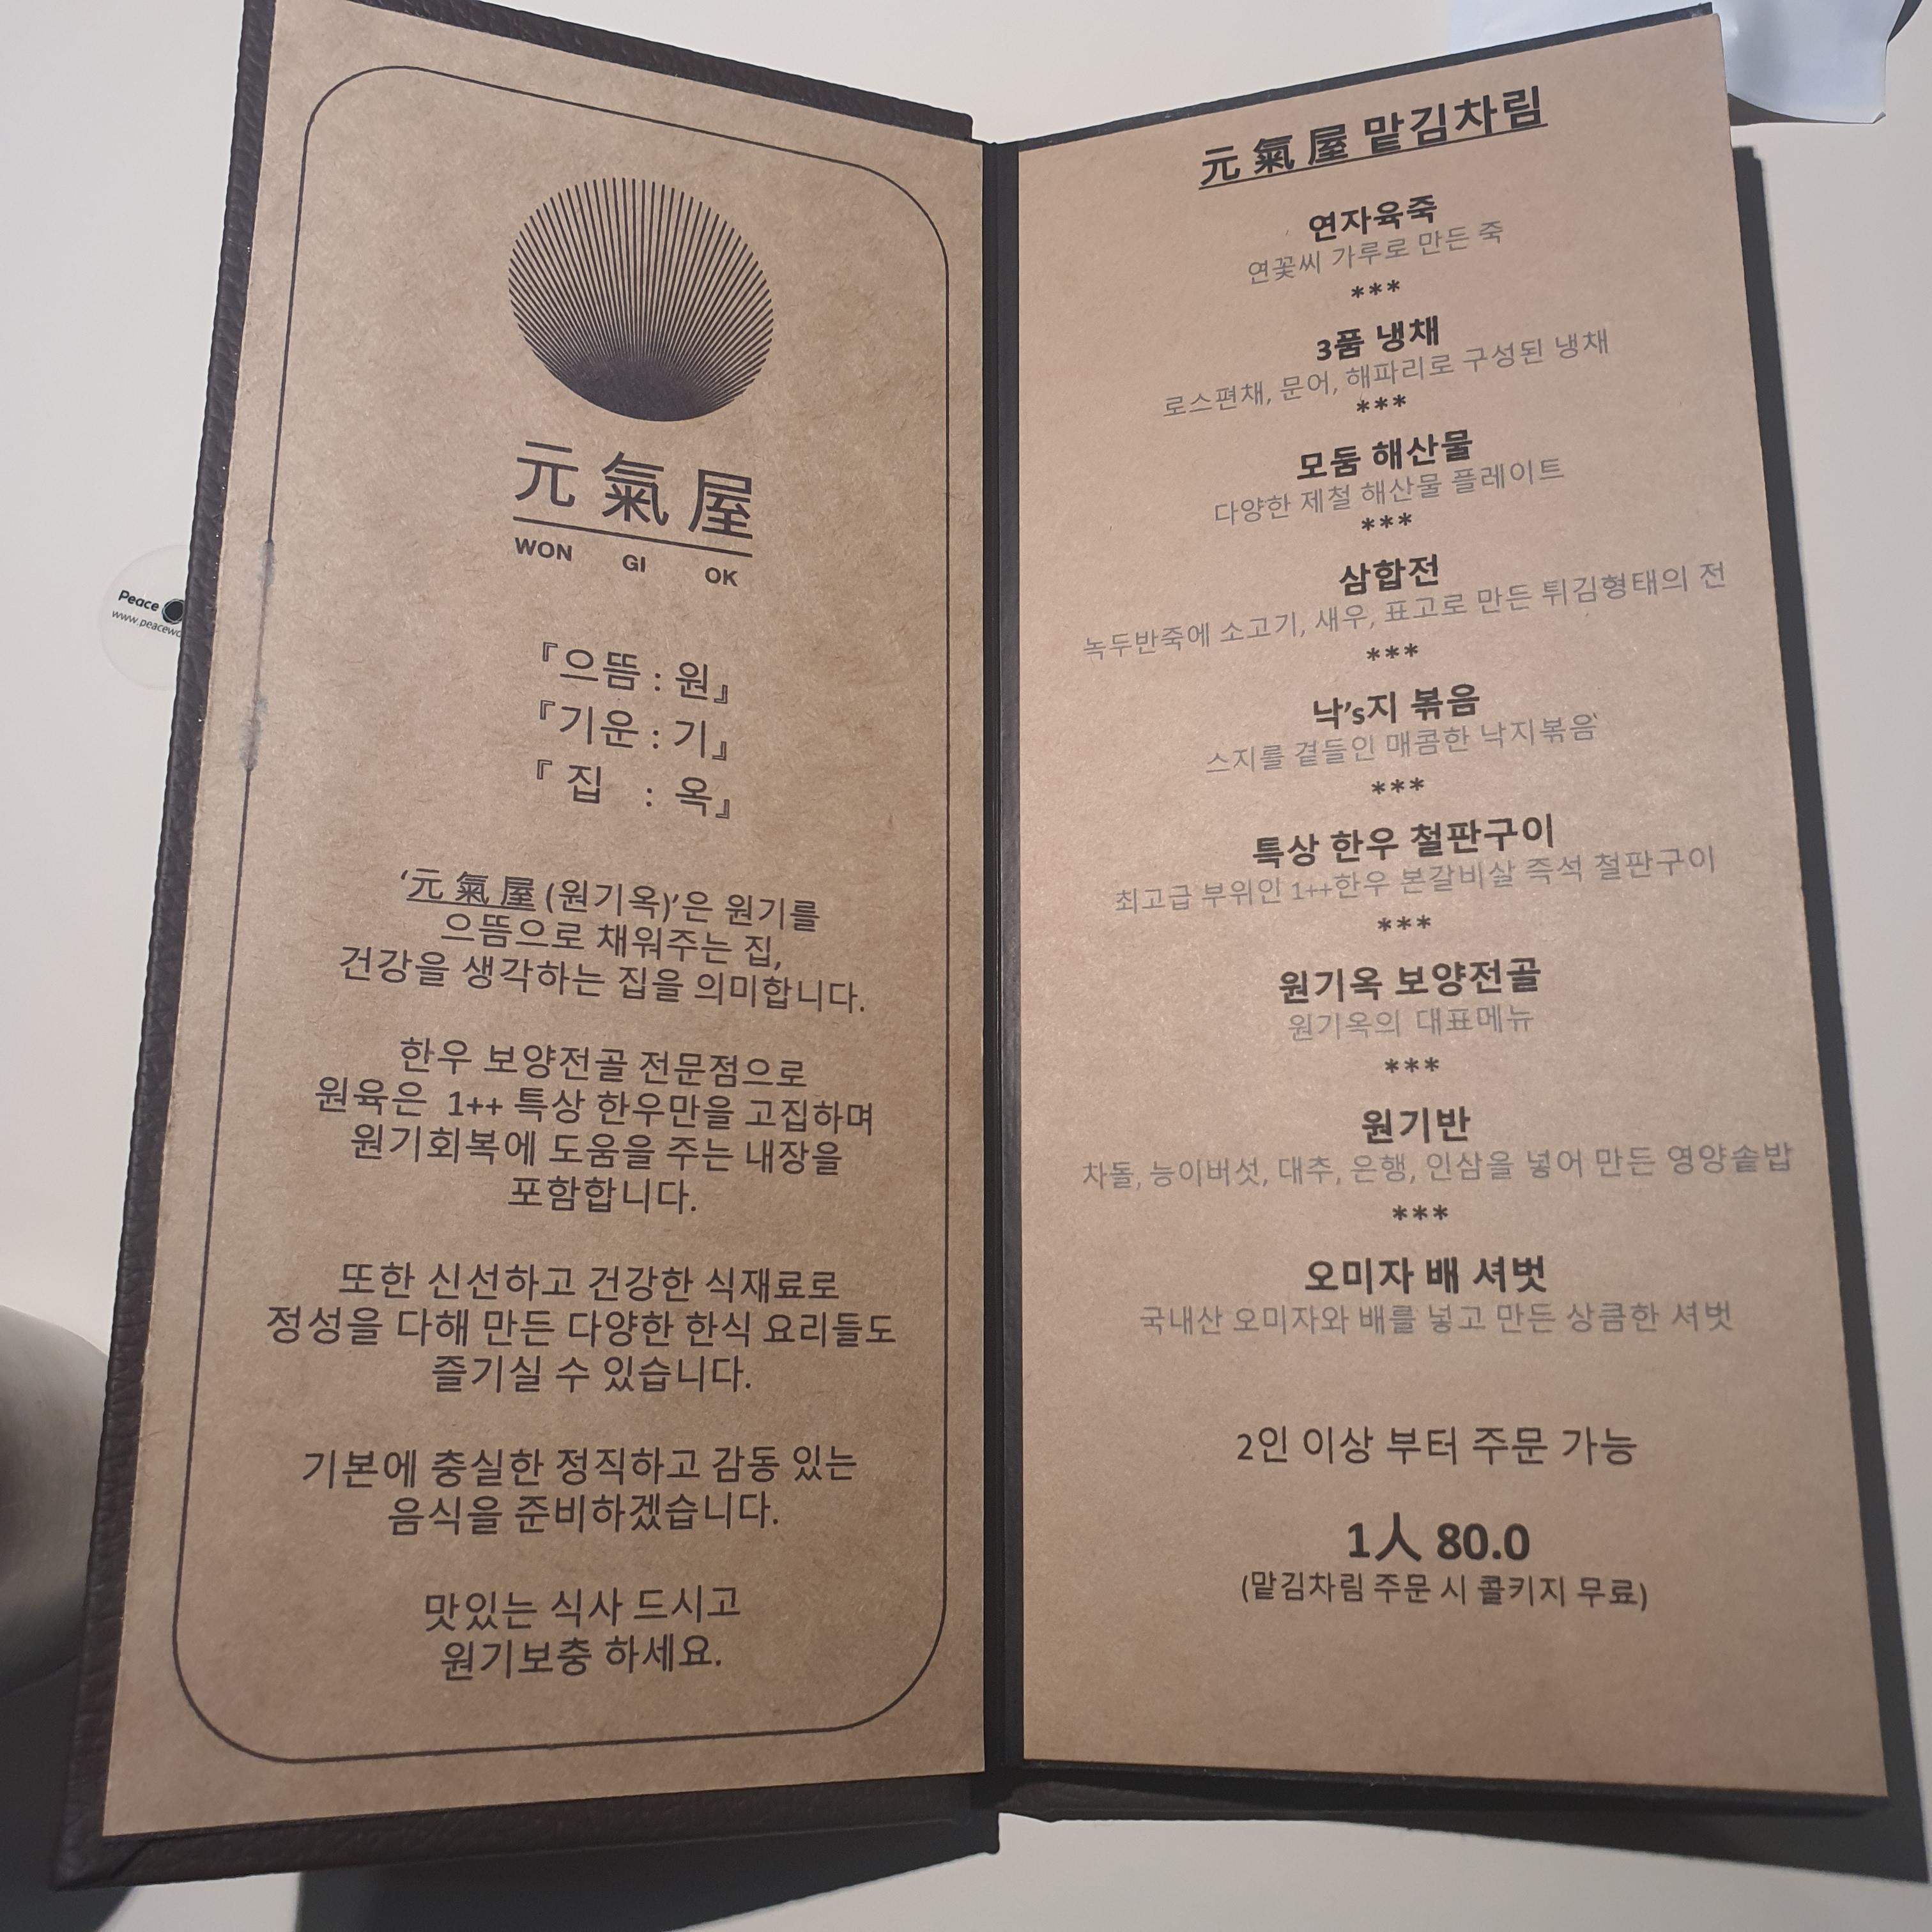 元氣屋
WON GI OK
『으뜸 : 원』
『기운 : 기』
『 집 : 옥』
‘元 氣 屋 (원기옥)’은 원기를
으뜸으로 채워주는 집,
건강을 생각하는 집을 의미합니다.
한우 보양전골 전문점으로
원육은 1++ 특상 한우만을 고집하며
원기회복에 도움을 주는 내장을
포함합니다.
또한 신선하고 건강한 식재료로
정성을 다해 만든 다양한 한식 요리들도
즐기실 수 있습니다.
기본에 충실한 정직하고 감동 있는
음식을 준비하겠습니다.
맛있는 식사 드시고
원기보충 하세요.
元 氣 屋 맡김차림
연자육죽
연꽃씨 가루로 만든 죽
***
3품 냉채
로스편채, 문어, 해파리로 구성된 냉채
***
모둠 해산물
다양한 제철 해산물 플레이트
***
삼합전
녹두반죽에 소고기, 새우, 표고로 만든 튀김형태의 전
***
낙’s지 볶음
스지를 곁들인 매콤한 낙지볶음
***
특상 한우 철판구이
최고급 부위인 1++한우 본갈비살 즉석 철판구이
***
원기옥 보양전골
원기옥의 대표메뉴
***
원기반
차돌, 능이버섯, 대추, 은행, 인삼을 넣어 만든 영양솥밥
***
오미자 배 셔벗
국내산 오미자와 배를 넣고 만든 상큼한 셔벗
2인 이상 부터 주문 가능
1人 80.0
(맡김차림 주문 시 콜키지 무료)
Peace
www.peacewo